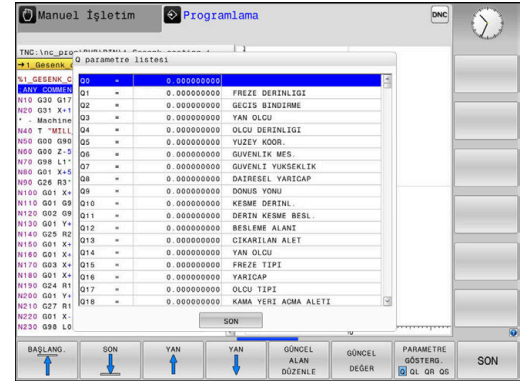 Manuel İşletim
Programlama
DNC
TNC:\nc_prog
→1_Gesenk_
Q parametre listesi
%1_GESENK_C
ANY COMMEN
N10 G30 G17
N20 G31 X+1
* - Machine
N40 T "MILL
N50 G00 G90
N60 G00 Z-5
N70 G98 L1*
N80 G01 X+5
N90 G26 R3*
N100 G01 X+
N110 G01 G9
N120 G02 G9
N130 G01 Y+
N140 G25 R2
N150 G01 X+
N160 G01 X+
N170 G03 X+
N180 G01 X+
N190 G24 R1
N200 G01 Y+
N210 G27 R1
N220 G01 X-
N230 G98 L0
Q0 = 0.000000000
Q1 = 0.000000000 FREZE DERINLIGI
Q2 = 0.000000000 GECIS BINDIRME
Q3 = 0.000000000 YAN OLCU
Q4 = 0.000000000 OLCU DERINLIGI
Q5 = 0.000000000 YUZEY KOOR.
Q6 = 0.000000000 GUVENLIK MES.
Q7 = 0.000000000 GUVENLI YUKSEKLIK
Q8 = 0.000000000 DAIRESEL YARICAP
Q9 = 0.000000000 DONUS YONU
Q10 = 0.000000000 KESME DERINL.
Q11 = 0.000000000 DERIN KESME BESL.
Q12 = 0.000000000 BESLEME ALANI
Q13 = 0.000000000 CIKARILAN ALET
Q14 = 0.000000000 YAN OLCU
Q15 = 0.000000000 FREZE TIPI
Q16 = 0.000000000 YARICAP
Q17 = 0.000000000 OLCU TIPI
Q18 = 0.000000000 KAMA YERI ACMA ALETI
SON
BAŞLANG.
SON
YAN
YAN
GÜNCEL
ALAN
DÜZENLE
GÜNCEL
DEĞER
PARAMETRE
GÖSTERG.
Q QL QR QS
SON